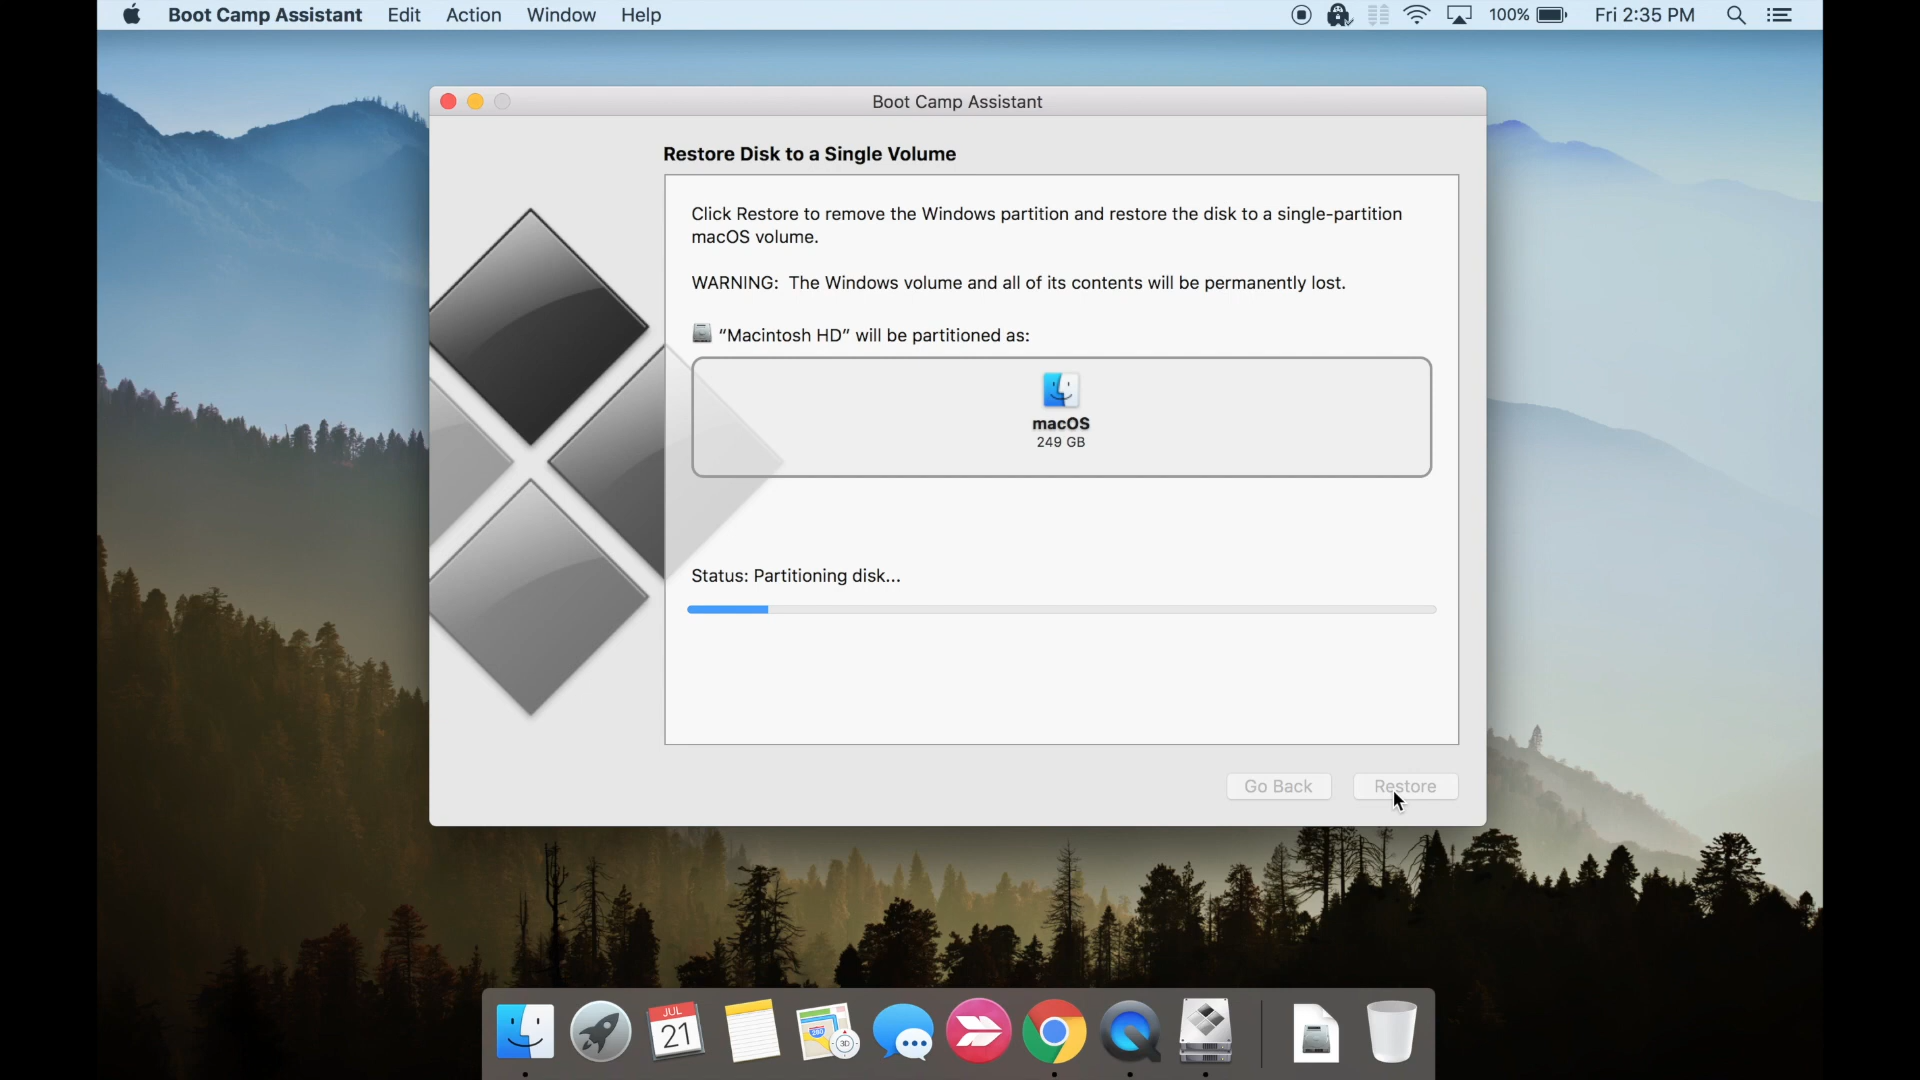 Boot Camp Assistant Edit Action Window Help 100% Fri 2:35 PM
Boot Camp Assistant
Restore Disk to a Single Volume
Click Restore to remove the Windows partition and restore the disk to a single-partition
macOS volume.
WARNING: The Windows volume and all of its contents will be permanently lost.
“Macintosh HD” will be partitioned as:
macOS
249 GB
Status: Partitioning disk...
Go Back Restore
JUL
21
280
3D